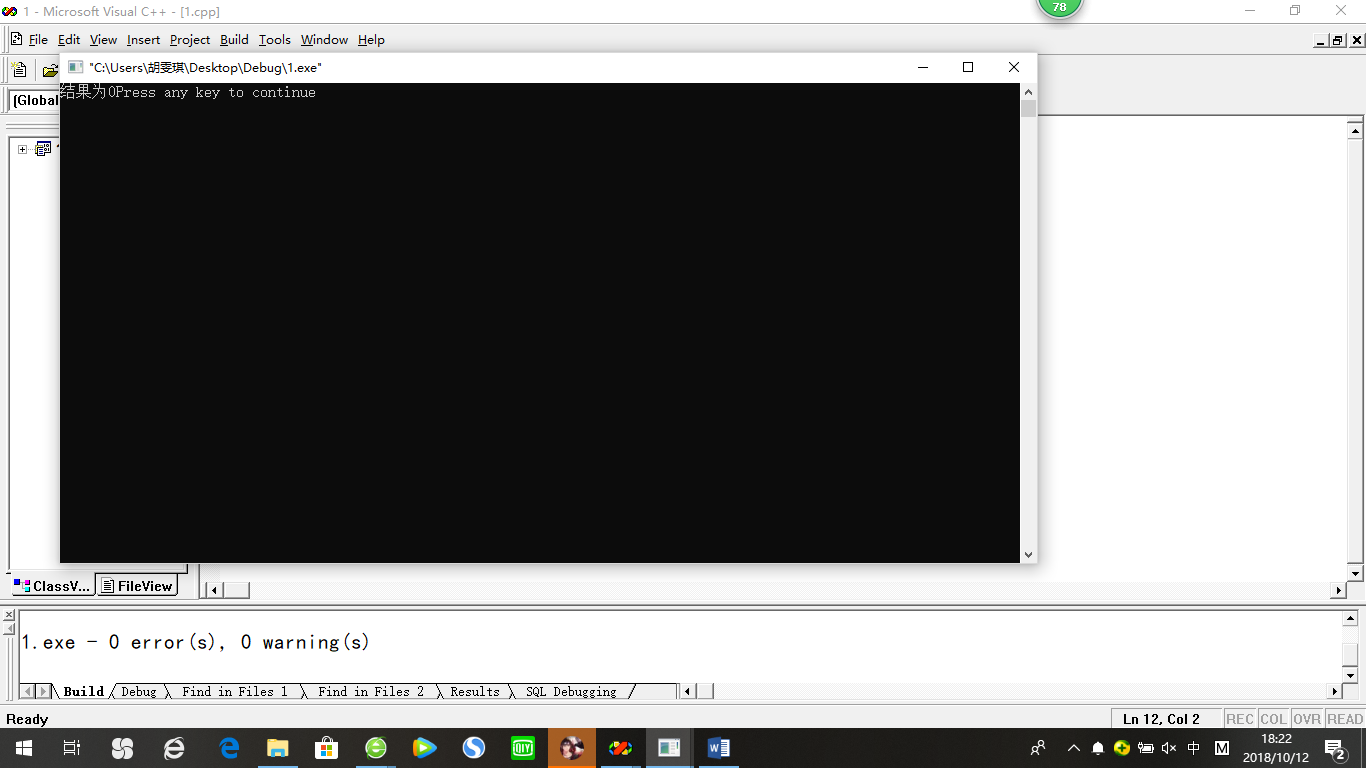 78
1 - Microsoft Visual C++ - [1.cpp]
File Edit View Insert Project Build Tools Window Help
"C:\Users\胡雯琪\Desktop\Debug\1.exe"
[Global
结果为0Press any key to continue
ClassV... FileView
1.exe - 0 error(s), 0 warning(s)
Build Debug Find in Files 1 Find in Files 2 Results SQL Debugging
Ready Ln 12, Col 2 REC COL OVR READ
QIY
中 M 18:22
2018/10/12 2